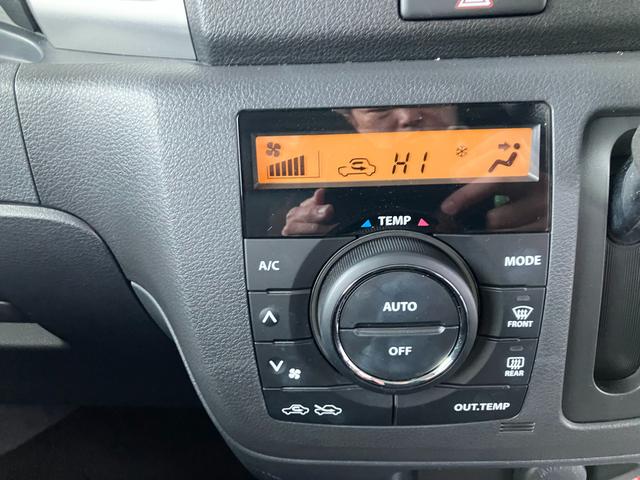 HI
TEMP
A/C
MODE
AUTO
OFF
FRONT
REAR
OUT.TEMP